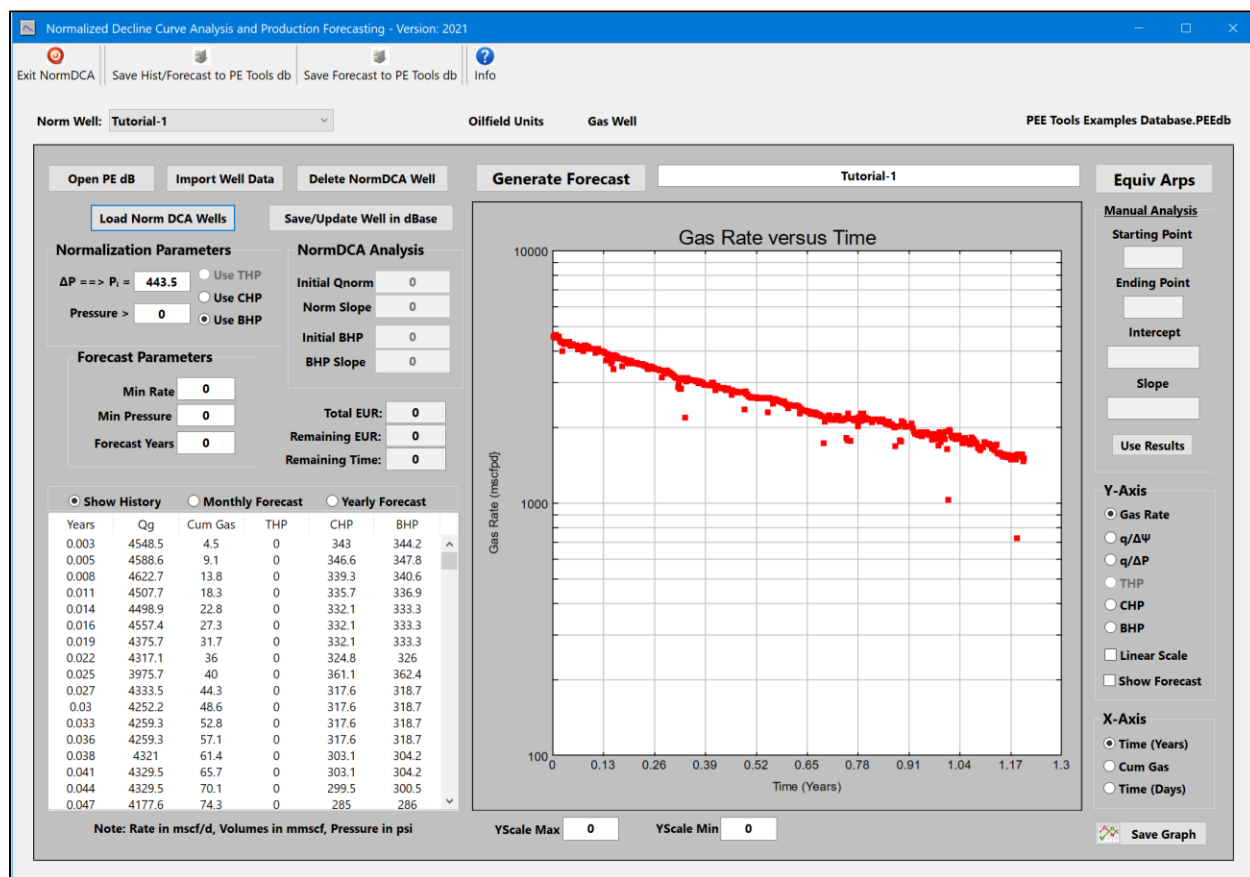 Normalized Decline Curve Analysis and Production Forecasting - Version: 2021
Exit NormDCA Save Hist/Forecast to PE Tools db Save Forecast to PE Tools db Info
Norm Well: Tutorial-1 Oilfield Units Gas Well PEE Tools Examples Database.PEEdb
Open PE dB Import Well Data Delete NormDCA Well
Load Norm DCA Wells Save/Update Well in dBase
Normalization Parameters
ΔP ==> Pᵢ = 443.5
Pressure > 0
Use THP
Use CHP
Use BHP
NormDCA Analysis
Initial Qnorm 0
Norm Slope 0
Initial BHP 0
BHP Slope 0
Forecast Parameters
Min Rate 0
Min Pressure 0
Forecast Years 0
Total EUR: 0
Remaining EUR: 0
Remaining Time: 0
Show History Monthly Forecast Yearly Forecast
Years Qg Cum Gas THP CHP BHP
0.003 4548.5 4.5 0 343 344.2
0.005 4588.6 9.1 0 346.6 347.8
0.008 4622.7 13.8 0 339.3 340.6
0.011 4507.7 18.3 0 335.7 336.9
0.014 4498.9 22.8 0 332.1 333.3
0.016 4557.4 27.3 0 332.1 333.3
0.019 4375.7 31.7 0 332.1 333.3
0.022 4317.1 36 0 324.8 326
0.025 3975.7 40 0 361.1 362.4
0.027 4333.5 44.3 0 317.6 318.7
0.03 4252.2 48.6 0 317.6 318.7
0.033 4259.3 52.8 0 317.6 318.7
0.036 4259.3 57.1 0 317.6 318.7
0.038 4321 61.4 0 303.1 304.2
0.041 4329.5 65.7 0 303.1 304.2
0.044 4329.5 70.1 0 299.5 300.5
0.047 4177.6 74.3 0 285 286
Note: Rate in mscf/d, Volumes in mmscf, Pressure in psi
Generate Forecast Tutorial-1
Gas Rate versus Time
Gas Rate (mscfpd)
10000
1000
100
0 0.13 0.26 0.39 0.52 0.65 0.78 0.91 1.04 1.17 1.3
Time (Years)
YScale Max 0 YScale Min 0
Equiv Arps
Manual Analysis
Starting Point
Ending Point
Intercept
Slope
Use Results
Y-Axis
Gas Rate
q/ΔΨ
q/ΔP
THP
CHP
BHP
Linear Scale
Show Forecast
X-Axis
Time (Years)
Cum Gas
Time (Days)
Save Graph